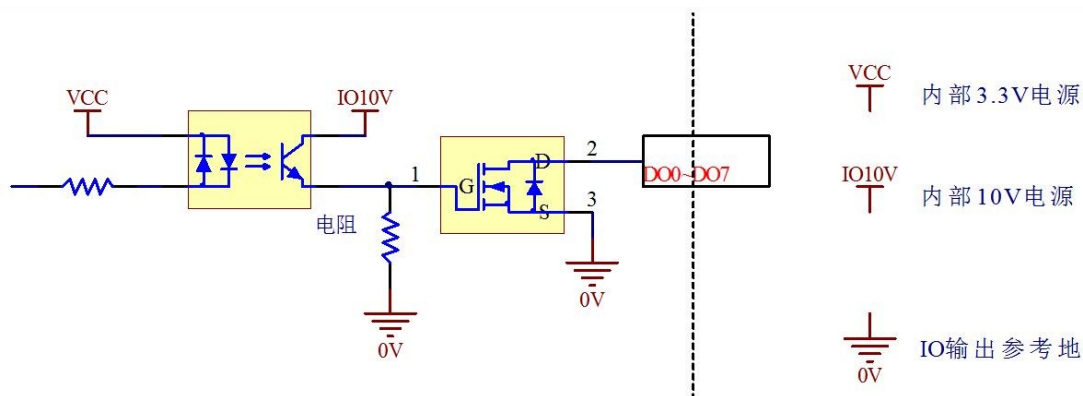 VCC
IO10V
电阻
0V
1
G
D
S
2
3
0V
DO0~DO7
VCC
内部3.3V电源
IO10V
内部10V电源
0V
IO输出参考地